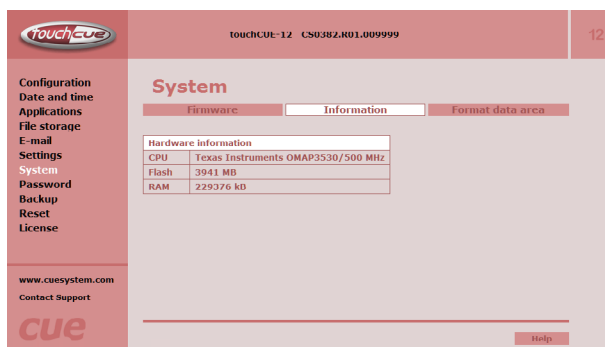 touchcue
touchCUE-12 CS0382.R01.009999
12
Configuration
Date and time
Applications
File storage
E-mail
Settings
System
Password
Backup
Reset
License
www.cuesystem.com
Contact Support
cue
System
Firmware Information Format data area
Hardware information
CPU Texas Instruments OMAP3530/500 MHz
Flash 3941 MB
RAM 229376 kB
Help